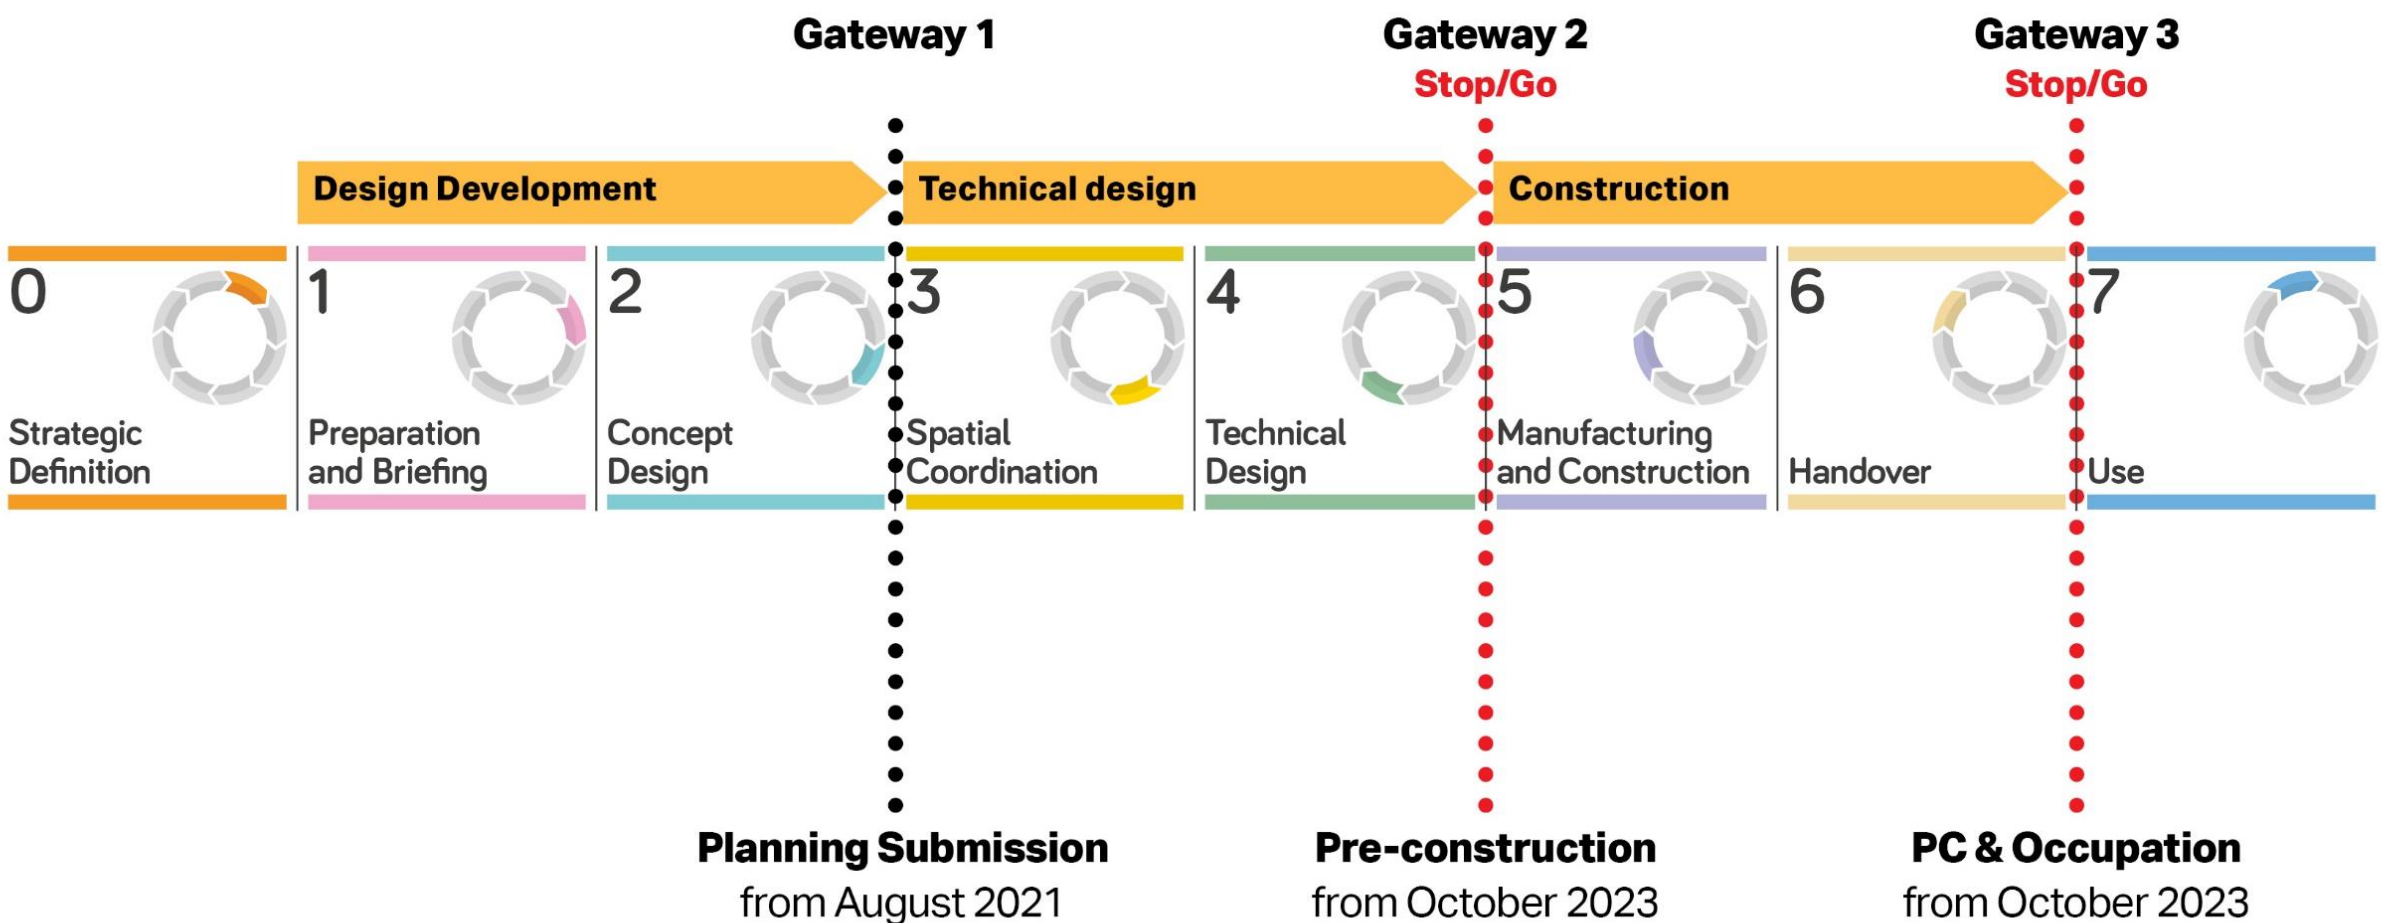 Gateway 1
Gateway 2
Gateway 3
Stop/Go
Stop/Go
Design Development
Technical design
Construction
0
1
2
3
4
5
6
7
Strategic
Definition
Preparation
and Briefing
Concept
Design
Spatial
Coordination
Technical
Design
Manufacturing
and Construction
Handover
Use
Planning Submission
from August 2021
Pre-construction
from October 2023
PC & Occupation
from October 2023